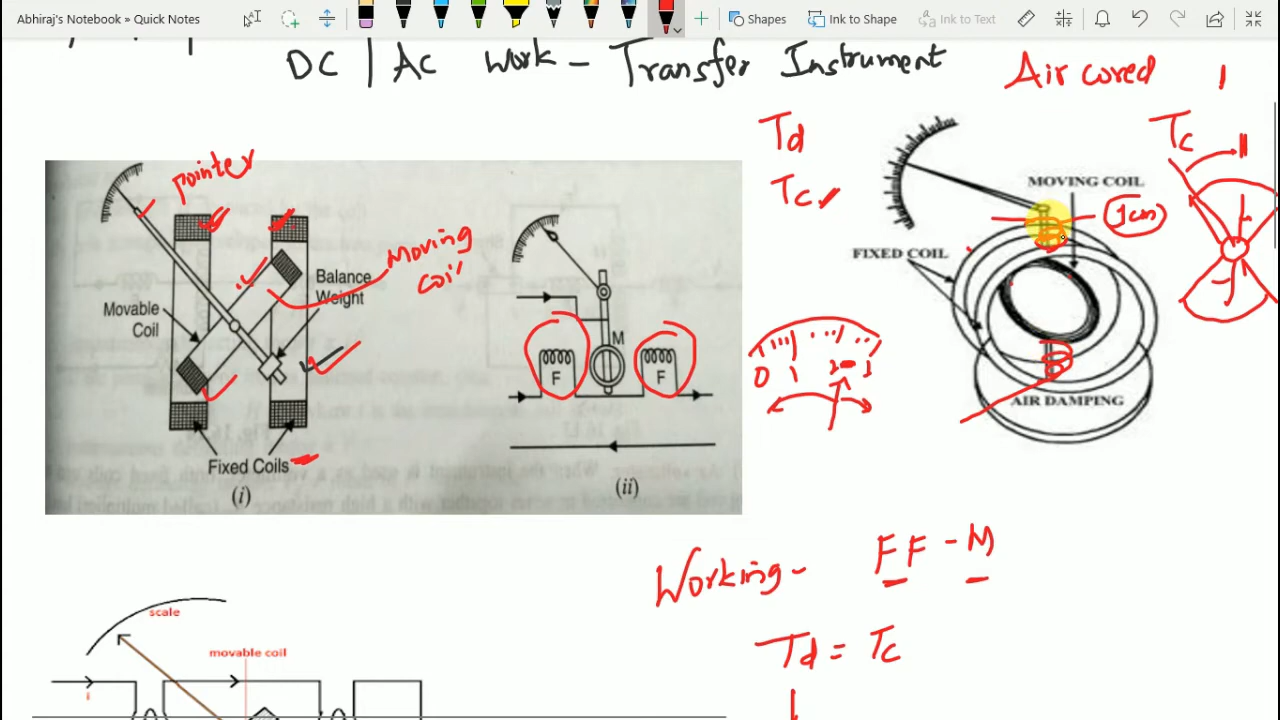 Abhiraj's Notebook » Quick Notes
Shapes
Ink to Shape
Ink to Text
DC | AC work - Transfer Instrument
Air cored
Td
Tc
Tc
pointer
moving coil
Movable Coil
Balance Weight
Fixed Coils
(i)
M
F
F
(ii)
0
1
MOVING COIL
1cm
FIXED COIL
AIR DAMPING
Working -
FF - M
Td = Tc
scale
movable coil
i